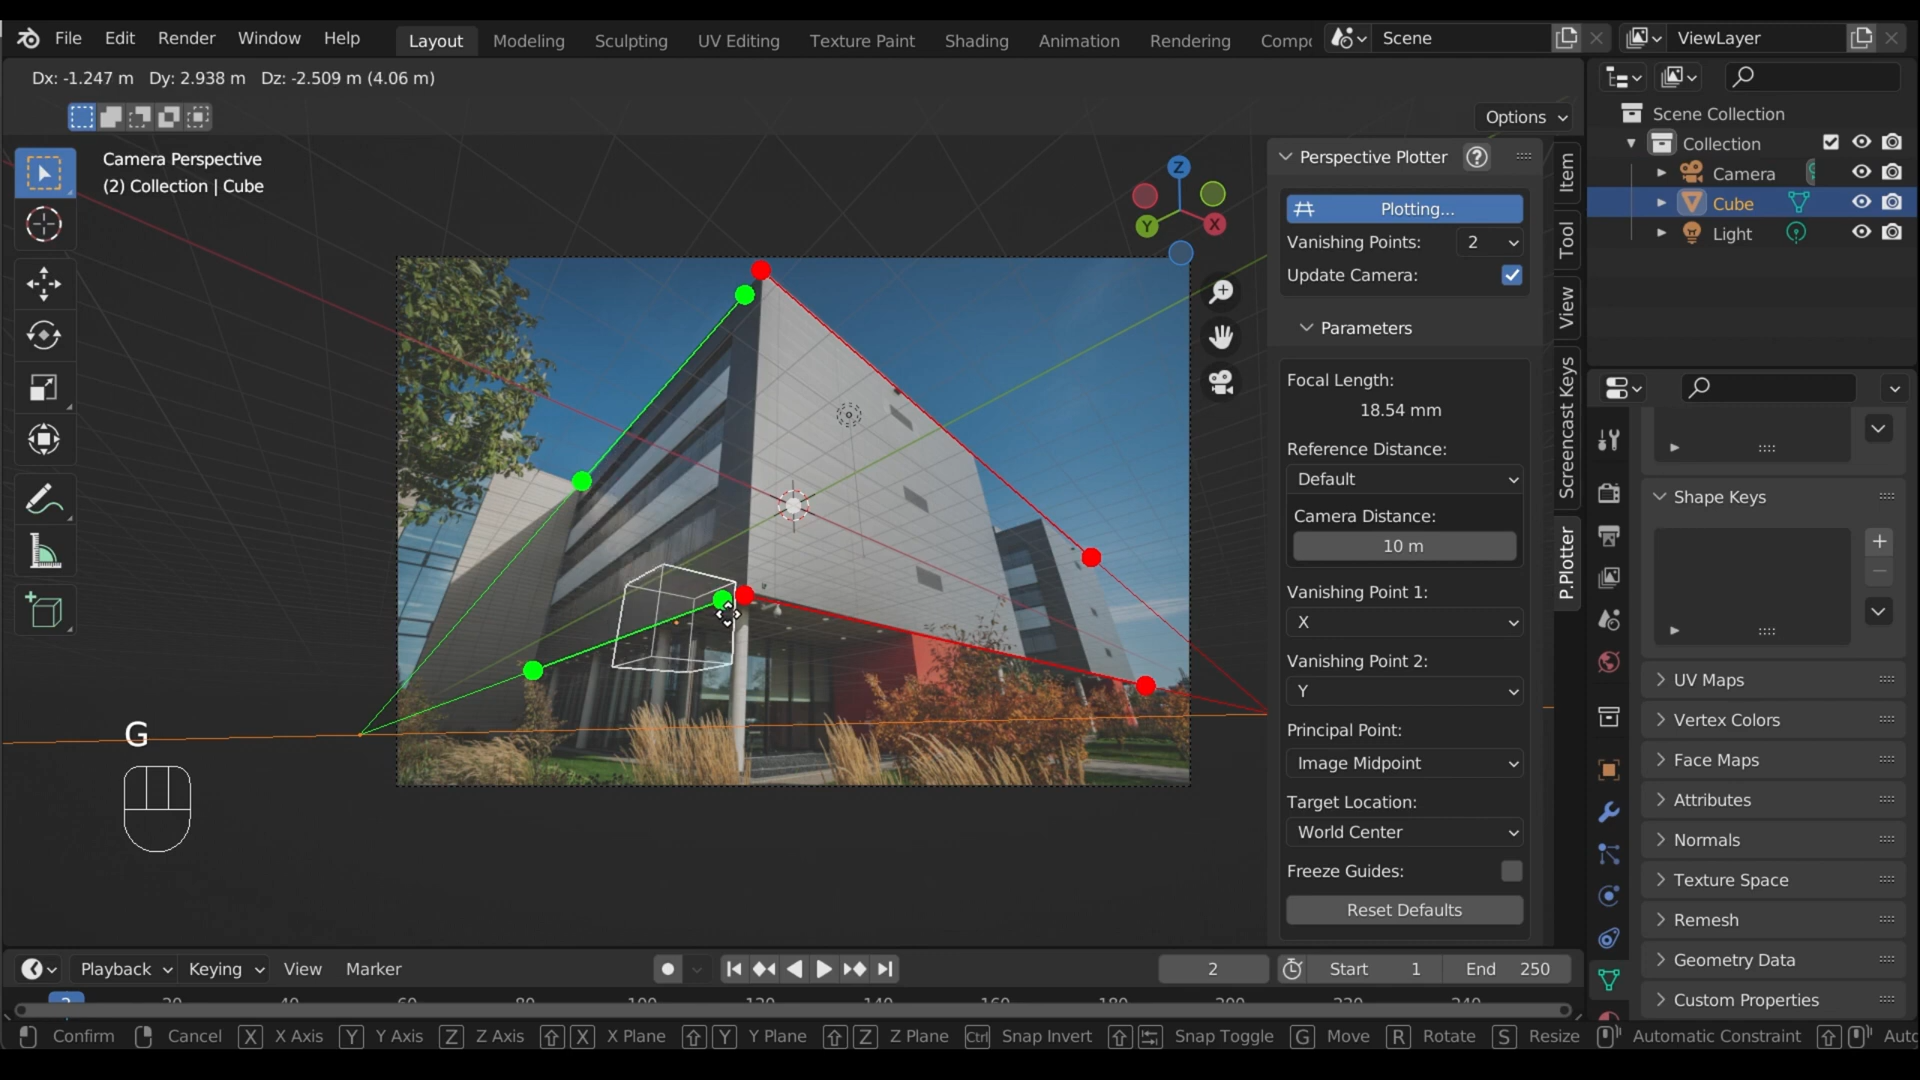 File Edit Render Window Help Layout Modeling Sculpting UV Editing Texture Paint Shading Animation Rendering Compo Scene ViewLayer
Dx: -1.247 m Dy: 2.938 m Dz: -2.509 m (4.06 m)
Options
Camera Perspective
(2) Collection | Cube
Z
Y
X
G
Perspective Plotter ?
Plotting...
Vanishing Points: 2
Update Camera:
Parameters
Focal Length:
18.54 mm
Reference Distance:
Default
Camera Distance:
10 m
Vanishing Point 1:
X
Vanishing Point 2:
Y
Principal Point:
Image Midpoint
Target Location:
World Center
Freeze Guides:
Reset Defaults
Item
Tool
View
Screencast Keys
P.Plotter
Scene Collection
Collection
Camera
Cube
Light
Shape Keys
UV Maps
Vertex Colors
Face Maps
Attributes
Normals
Texture Space
Remesh
Geometry Data
Custom Properties
Playback Keying View Marker 2 Start 1 End 250
Confirm Cancel X X Axis Y Y Axis Z Z Axis X X Plane Y Y Plane Z Z Plane Ctrl Snap Invert Snap Toggle G Move R Rotate S Resize Automatic Constraint Auto